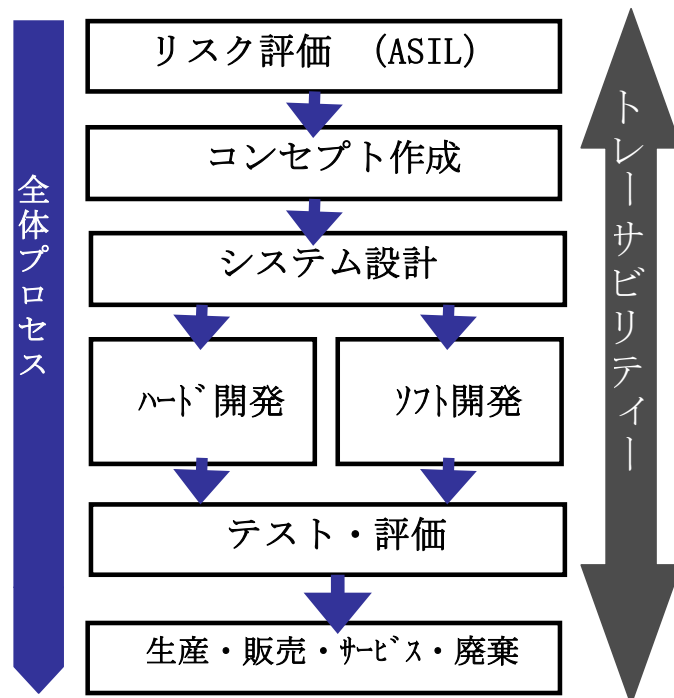 リスク評価　(ASIL)
コンセプト作成
システム設計
ﾊｰﾄﾞ開発
ｿﾌﾄ開発
テスト・評価
生産・販売・ｻｰﾋﾞｽ・廃棄
全体プロセス
トレーサビリティー